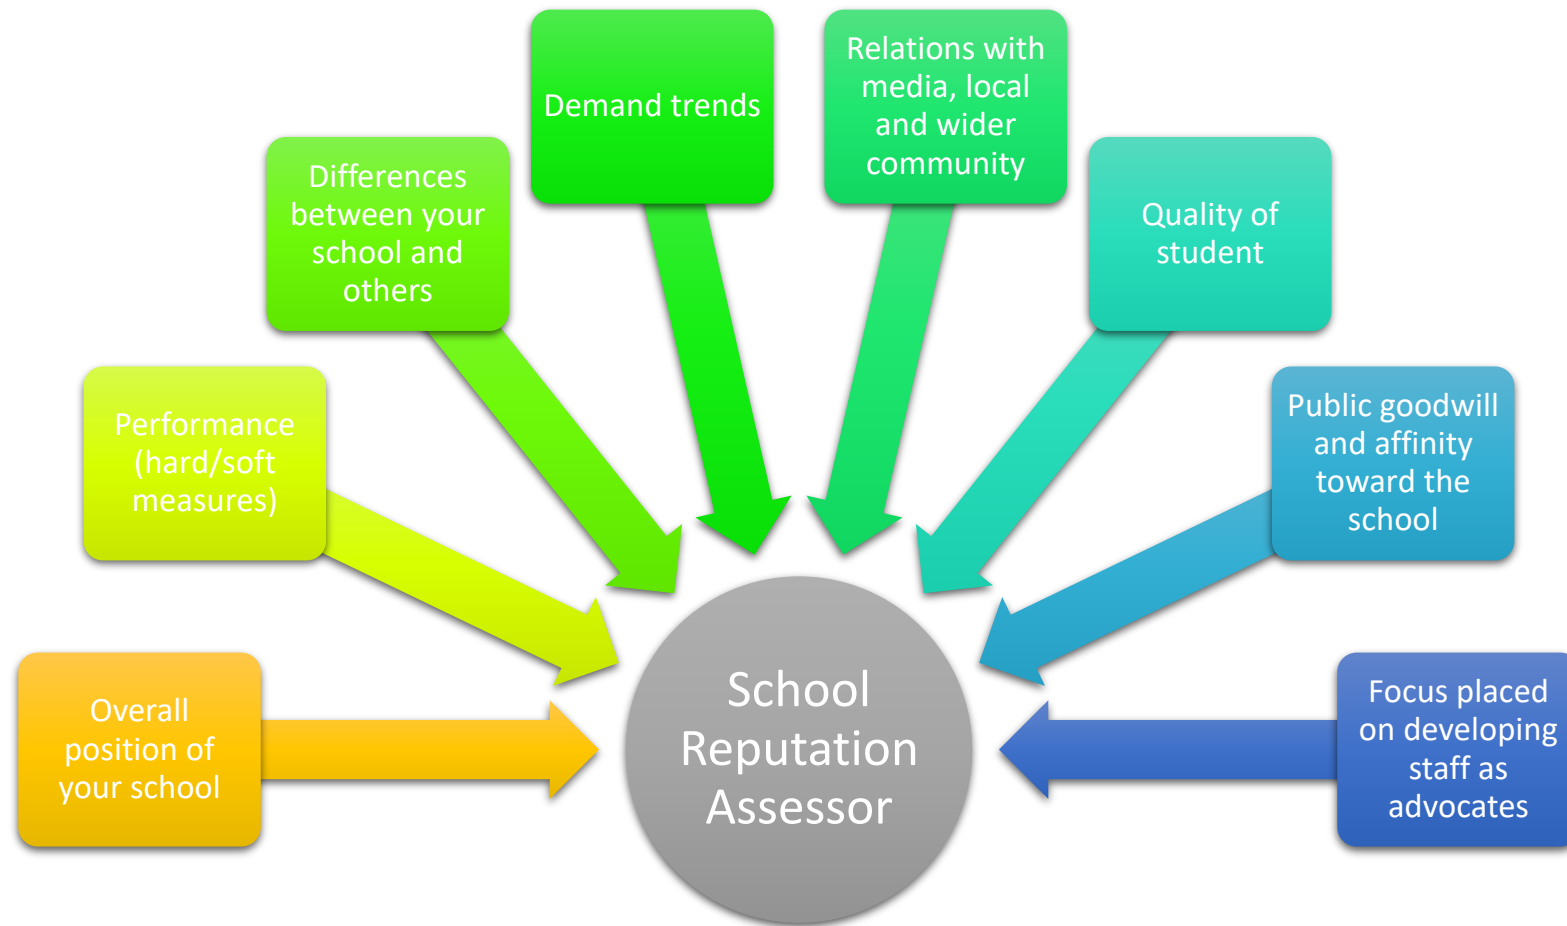 Demand trends
Relations with
media, local
and wider
community
Differences
between your
school and
others
Quality of
student
Performance
(hard/soft
measures)
Public goodwill
and affinity
toward the
school
Overall
position of
your school
School
Reputation
Assessor
Focus placed
on developing
staff as
advocates